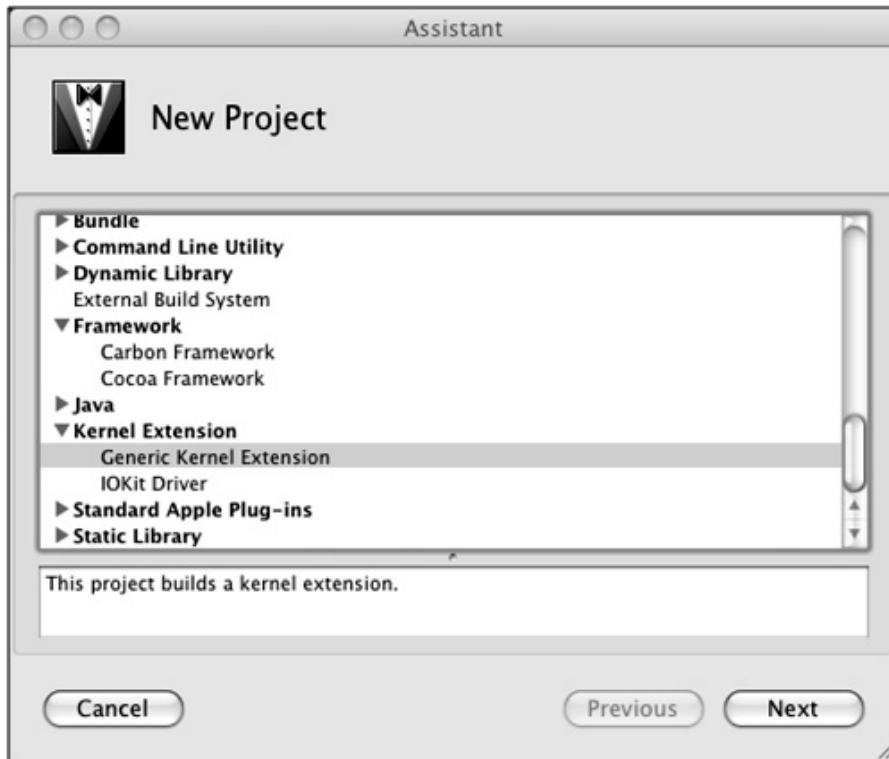 Assistant
New Project
Bundle
Command Line Utility
Dynamic Library
External Build System
Framework
Carbon Framework
Cocoa Framework
Java
Kernel Extension
Generic Kernel Extension
IOKit Driver
Standard Apple Plug-ins
Static Library
This project builds a kernel extension.
Cancel
Previous
Next